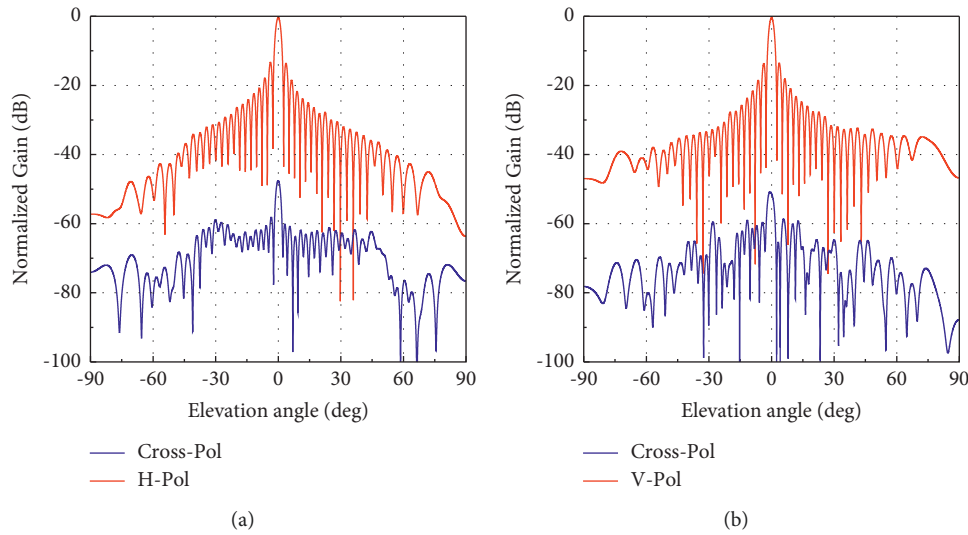 0
-20
-40
-60
-80
-100
Normalized Gain (dB)
-90 -60 -30 0 30 60 90
Elevation angle (deg)
Cross-Pol
H-Pol
(a)
0
-20
-40
-60
-80
-100
Normalized Gain (dB)
-90 -60 -30 0 30 60 90
Elevation angle (deg)
Cross-Pol
V-Pol
(b)